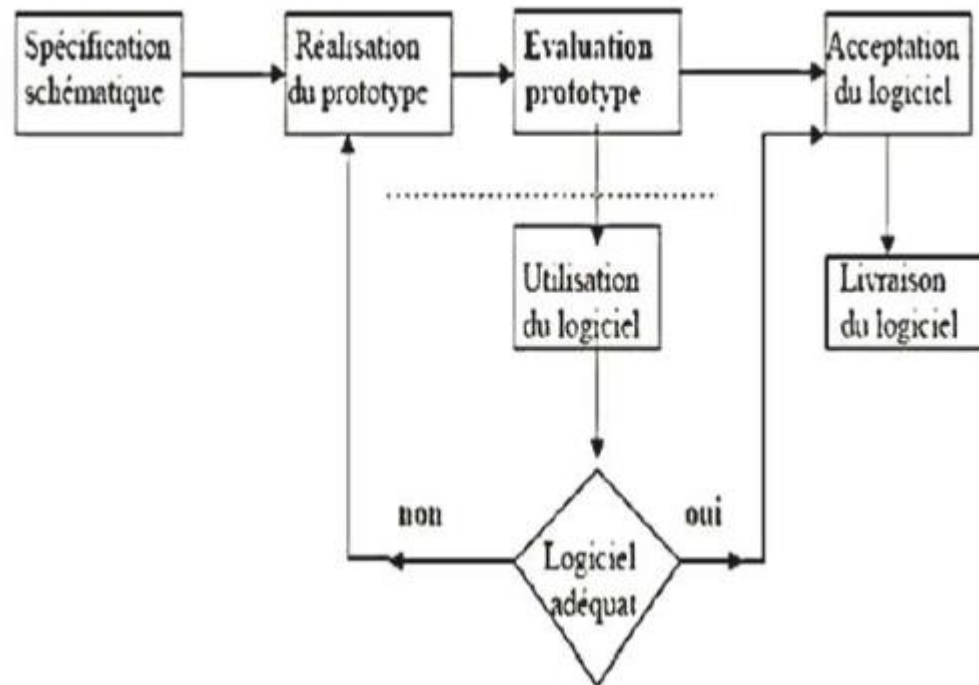 Spécification
schématique
Réalisation
du prototype
Evaluation
prototype
Acceptation
du logiciel
Utilisation
du logiciel
Livraison
du logiciel
non
oui
Logiciel
adéquat